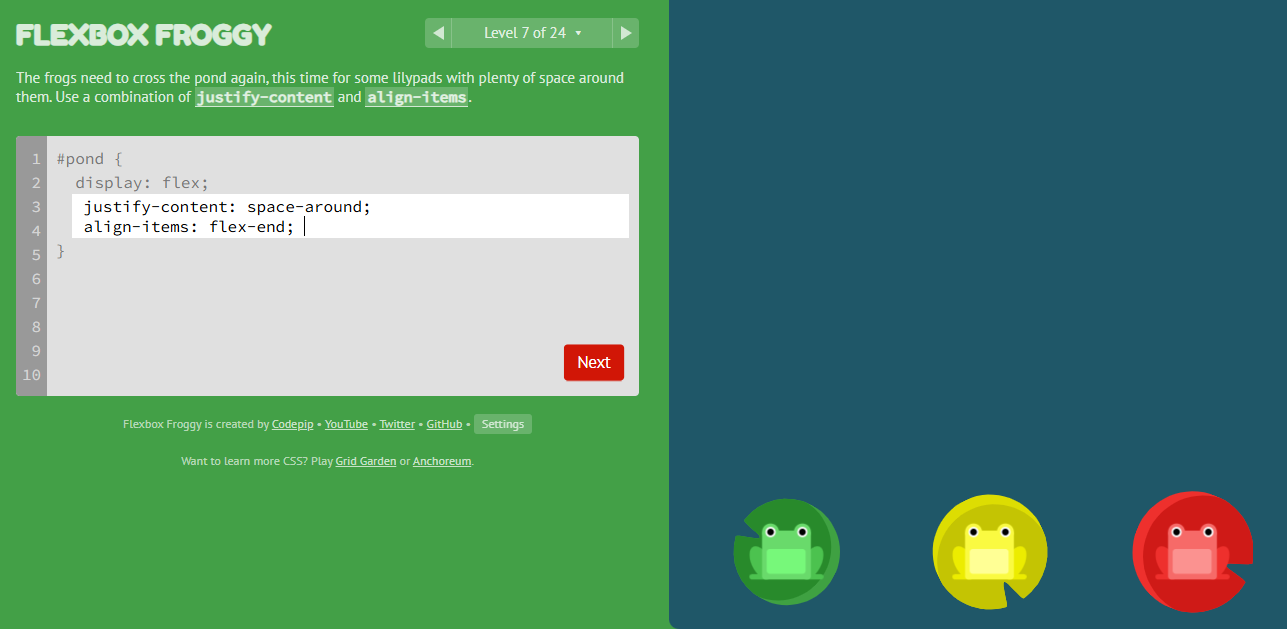 FLEXBOX FROGGY
Level 7 of 24
The frogs need to cross the pond again, this time for some lilypads with plenty of space around
them. Use a combination of justify-content and align-items.
1 #pond {
2 display: flex;
3 justify-content: space-around;
4 align-items: flex-end;
5 }
6
7
8
9
10
Next
Flexbox Froggy is created by Codepip • YouTube • Twitter • GitHub • Settings
Want to learn more CSS? Play Grid Garden or Anchoreum.